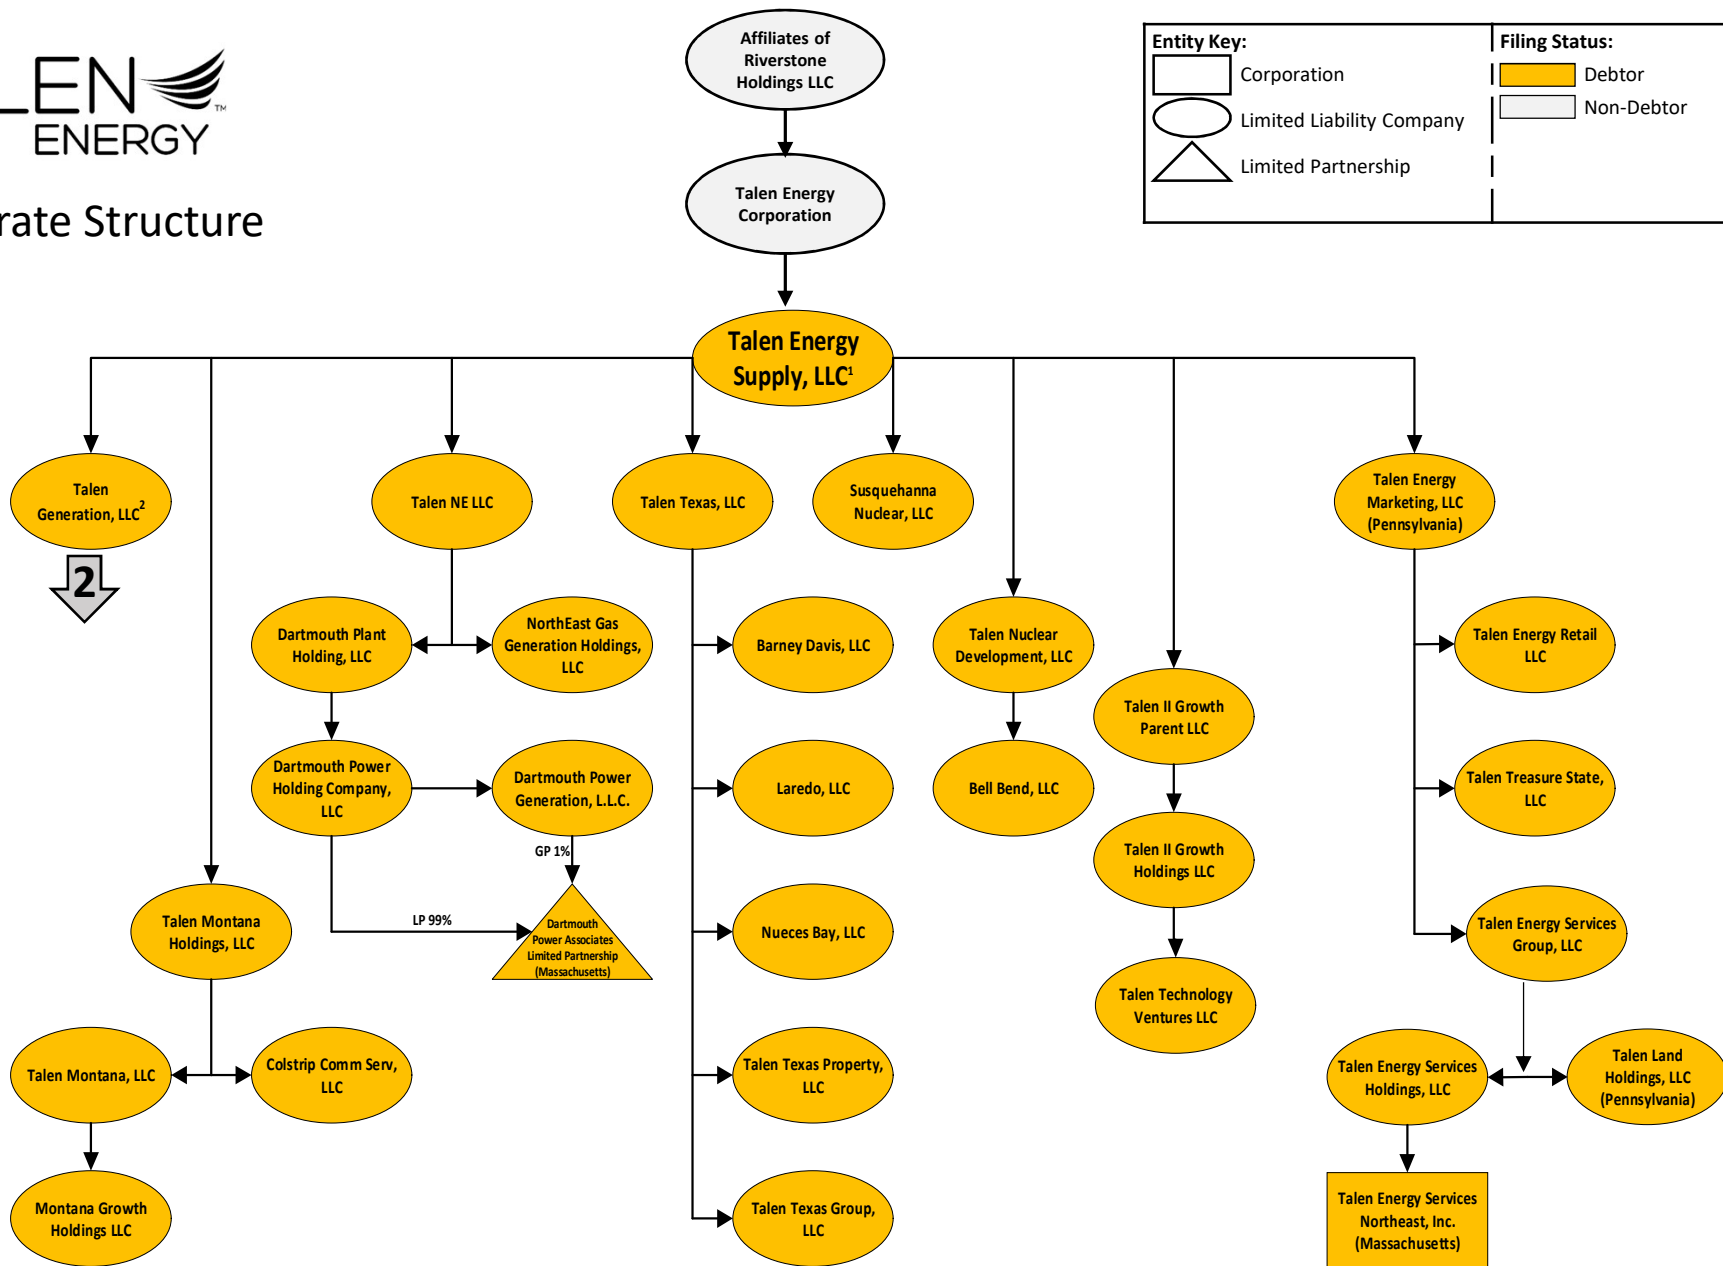 LEN
ENERGY
TM
rate Structure
Affiliates of
Riverstone
Holdings LLC
Entity Key:
Corporation
Limited Liability Company
Limited Partnership
Filing Status:
Debtor
Non-Debtor
Talen Energy
Corporation
Talen Energy
Supply, LLC¹
Talen
Generation, LLC²
2
Talen NE LLC
Talen Texas, LLC
Susquehanna
Nuclear, LLC
Talen Energy
Marketing, LLC
(Pennsylvania)
Dartmouth Plant
Holding, LLC
NorthEast Gas
Generation Holdings,
LLC
Barney Davis, LLC
Talen Nuclear
Development, LLC
Talen Energy Retail
LLC
Talen II Growth
Parent LLC
Dartmouth Power
Holding Company,
LLC
Dartmouth Power
Generation, L.L.C.
Laredo, LLC
Bell Bend, LLC
Talen Treasure State,
LLC
GP 1%
Talen II Growth
Holdings LLC
Talen Montana
Holdings, LLC
LP 99%
Dartmouth
Power Associates
Limited Partnership
(Massachusetts)
Nueces Bay, LLC
Talen Energy Services
Group, LLC
Talen Technology
Ventures LLC
Talen Montana, LLC
Colstrip Comm Serv,
LLC
Talen Texas Property,
LLC
Talen Energy Services
Holdings, LLC
Talen Land
Holdings, LLC
(Pennsylvania)
Montana Growth
Holdings LLC
Talen Texas Group,
LLC
Talen Energy Services
Northeast, Inc.
(Massachusetts)